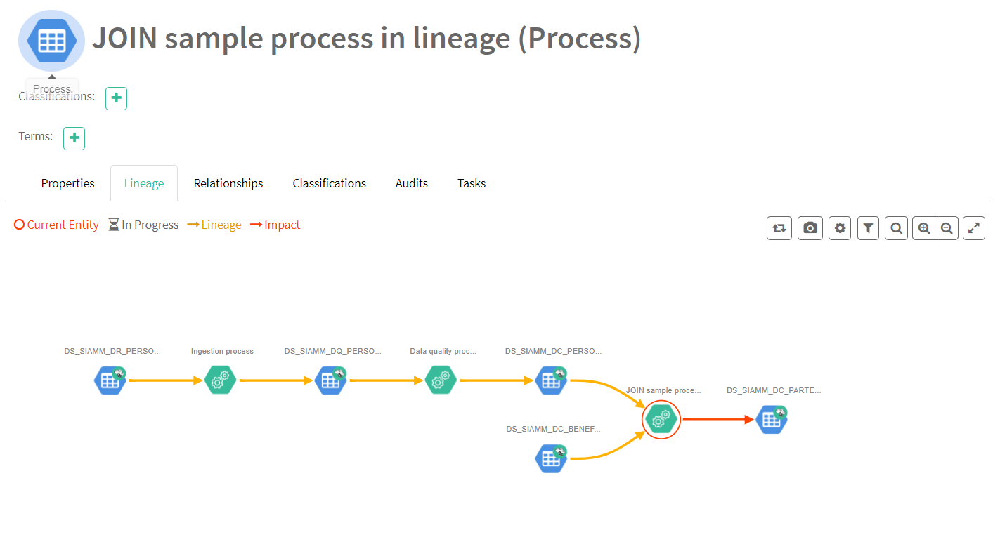 JOIN sample process in lineage (Process)
Process
Classifications:
Terms:
Properties Lineage Relationships Classifications Audits Tasks
Current Entity In Progress Lineage Impact
DS_SIAMM_DR_PERSO... Ingestion process DS_SIAMM_DQ_PERSO... Data quality proc... DS_SIAMM_DC_PERSO...
JOIN sample proce... DS_SIAMM_DC_PARTE...
DS_SIAMM_DC_BENEF...